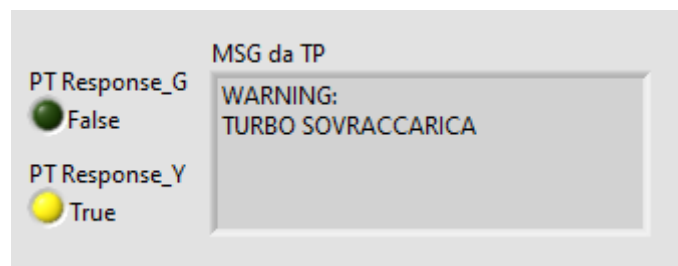 MSG da TP
PT Response_G
False
PT Response_Y
True
WARNING:
TURBO SOVRACCARICA